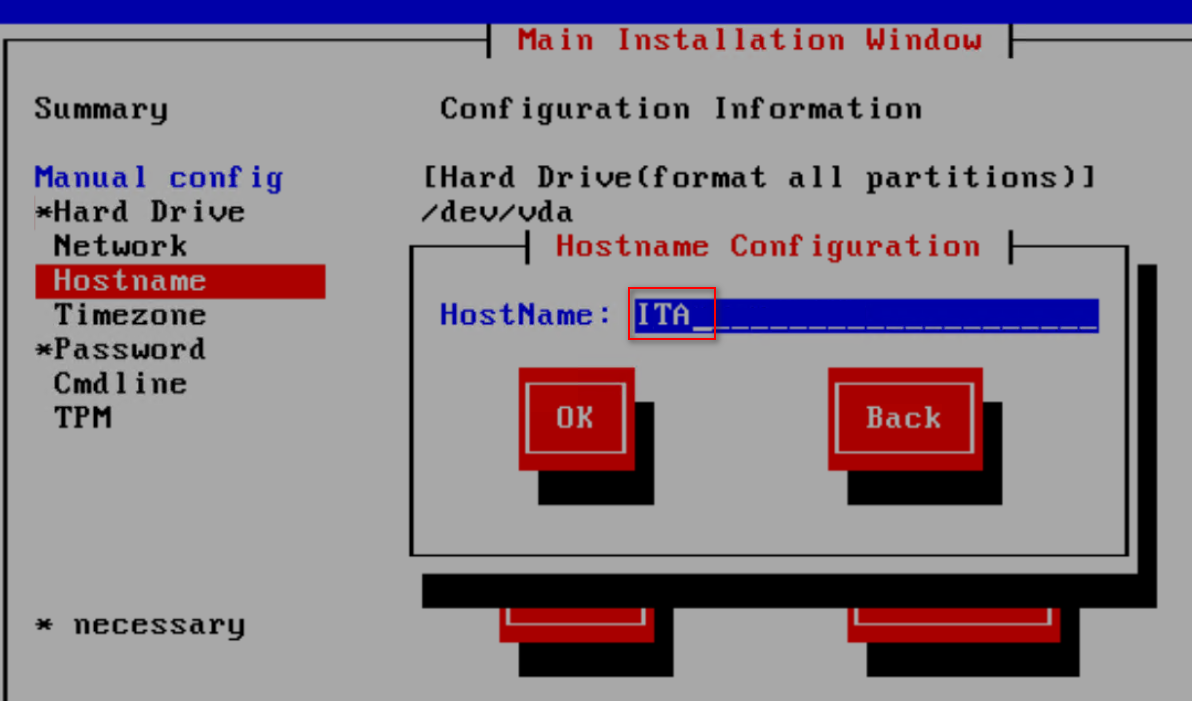 Main Installation Window
Summary
Configuration Information
Manual config
[Hard Drive(format all partitions)]
*Hard Drive
/dev/vda
Network
Hostname Configuration
Hostname
Timezone
HostName: ITA_
*Password
Cmdline
TPM
OK
Back
* necessary